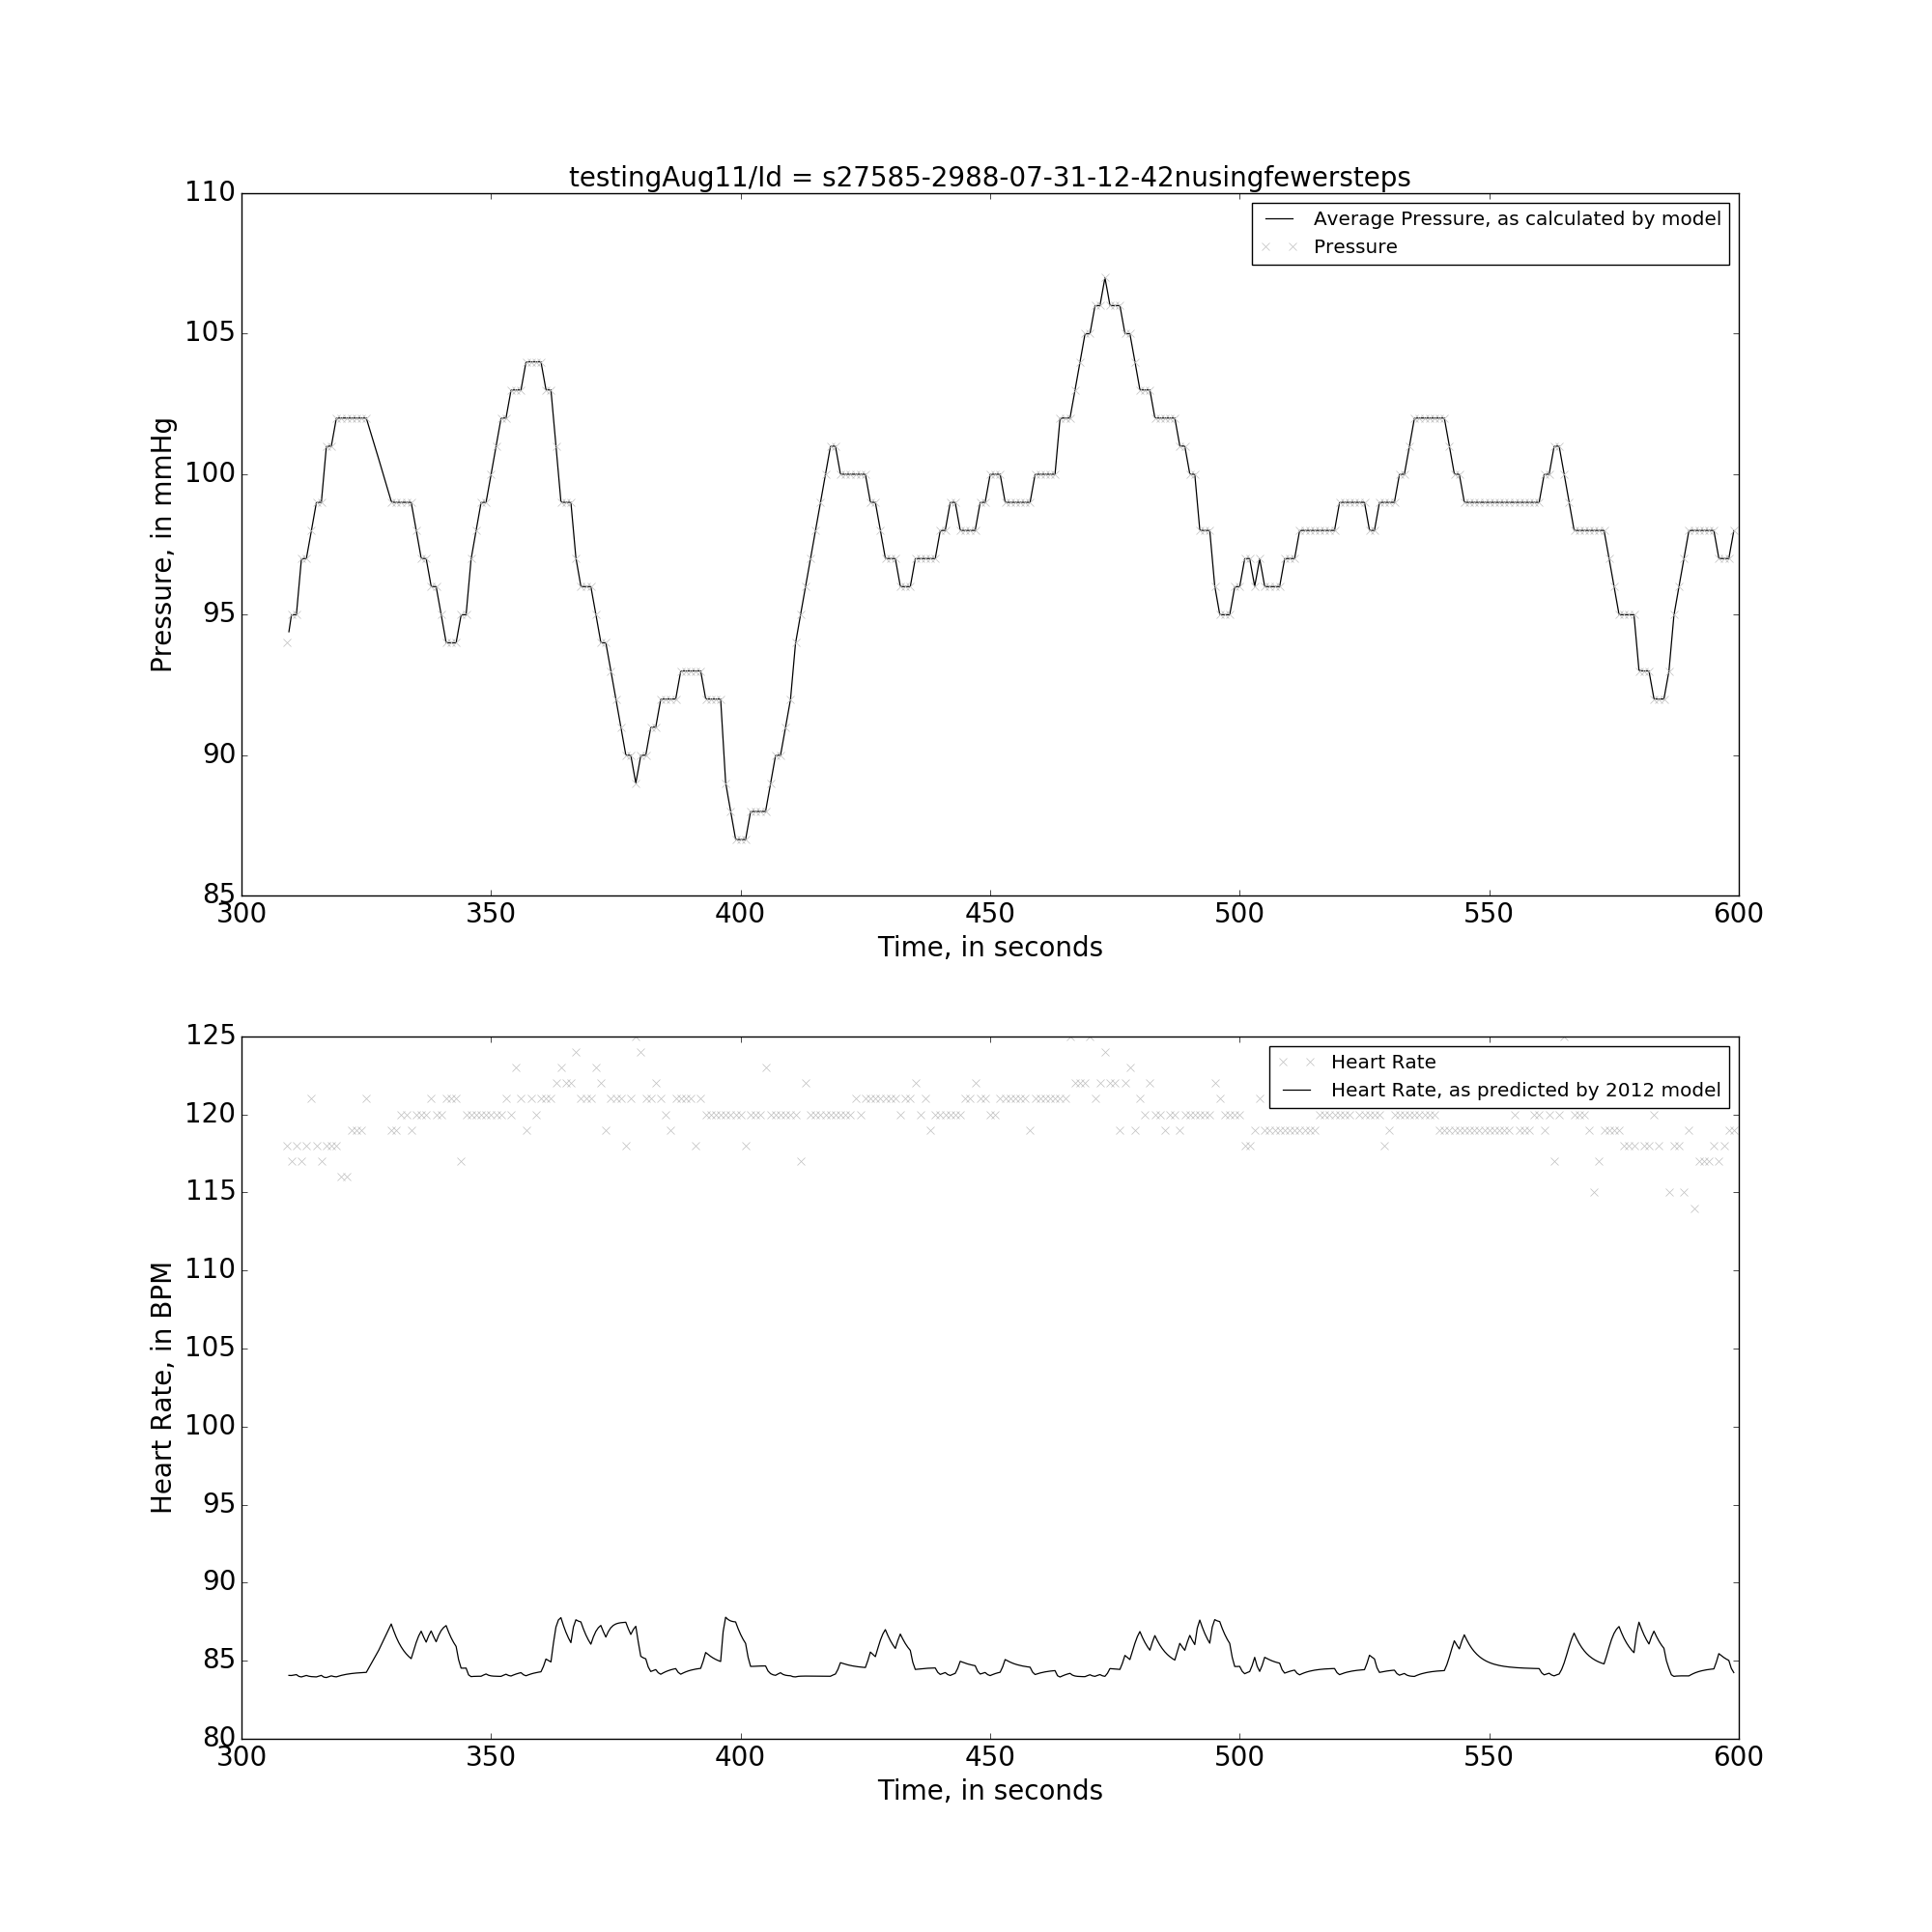 testingAug11/Id = s27585-2988-07-31-12-42nusingfewersteps
110
Average Pressure, as calculated by model
Pressure
105
100
95
90
85
Pressure, in mmHg
300 350 400 450 500 550 600
Time, in seconds
125
Heart Rate
Heart Rate, as predicted by 2012 model
120
115
110
105
100
95
90
85
80
Heart Rate, in BPM
300 350 400 450 500 550 600
Time, in seconds